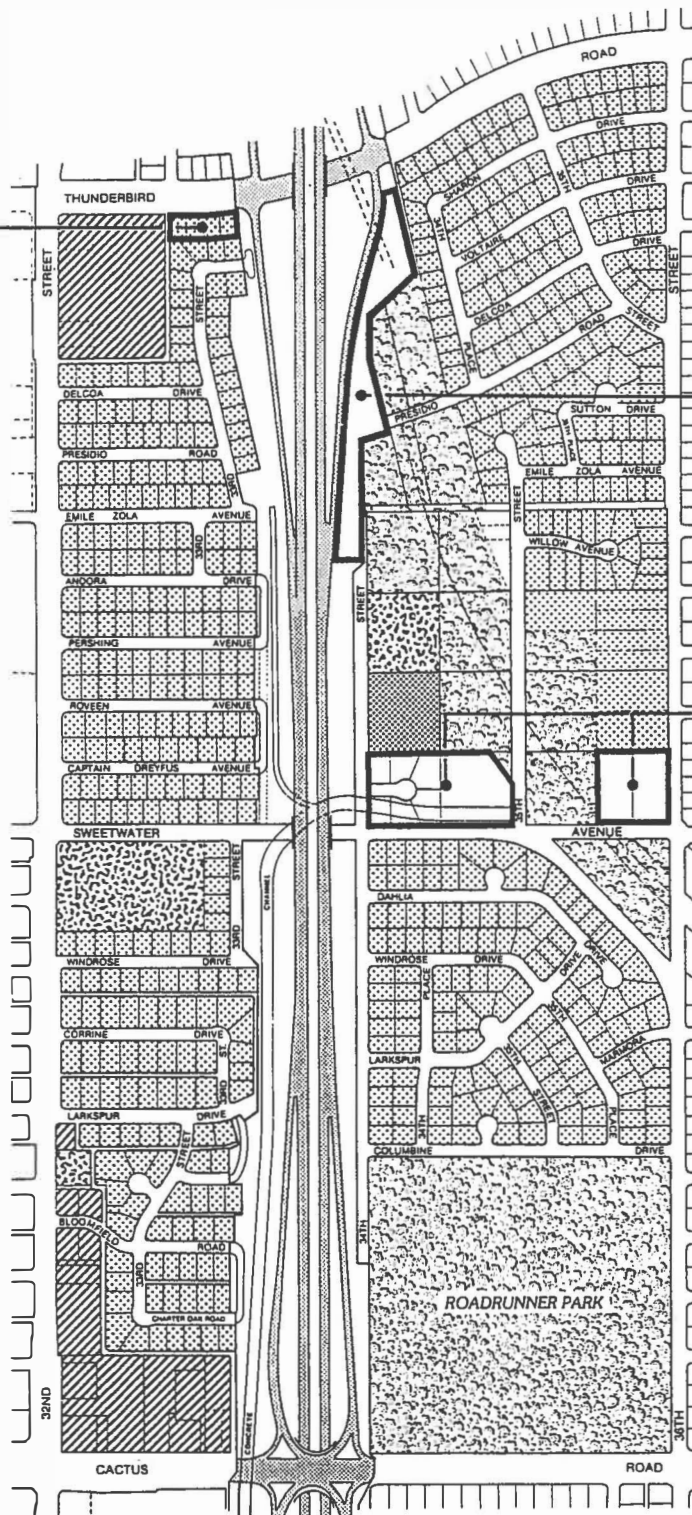 ROAD
THUNDERBIRD
STREET
STREET
SHARON
DRIVE
34TH
PLACE
VOLTAIRE
35TH
DRIVE
DELCOA
DRIVE
STREET
STREET
PRESIDIO
ROAD
DELCOA DRIVE
SUTTON DRIVE
PRESIDIO ROAD
EMILE ZOLA AVENUE
EMILE ZOLA AVENUE
33RD
STREET
WILLOW AVENUE
ANDORA DRIVE
STREET
PERSHING AVENUE
ROVEEN AVENUE
CAPTAIN DREYFUS AVENUE
35TH
SWEETWATER
AVENUE
STREET
33RD
CHANNEL
DAHLIA
DRIVE
DRIVE
WINDROSE DRIVE
WINDROSE DRIVE
PLACE
34TH
CORRINE DRIVE
33RD ST.
LARKSPUR
STREET
MARMORA
PLACE
LARKSPUR DRIVE
STREET
COLUMBINE DRIVE
BLOOMFIELD
ROAD
33RD
34TH
CHARTER OAK ROAD
ROADRUNNER PARK
32ND
CONCRETE
36TH
CACTUS
ROAD